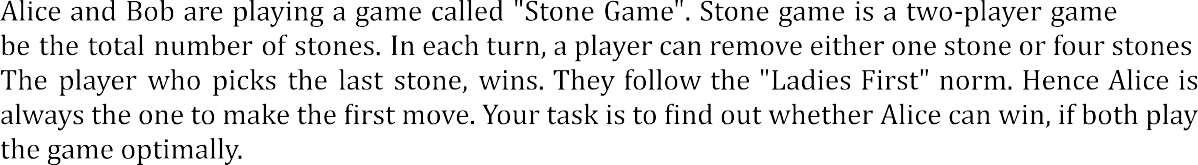 Alice and Bob are playing a game called "Stone Game". Stone game is a two-player game
be the total number of stones. In each turn, a player can remove either one stone or four stones
The player who picks the last stone, wins. They follow the "Ladies First" norm. Hence Alice is
always the one to make the first move. Your task is to find out whether Alice can win, if both play
the game optimally.